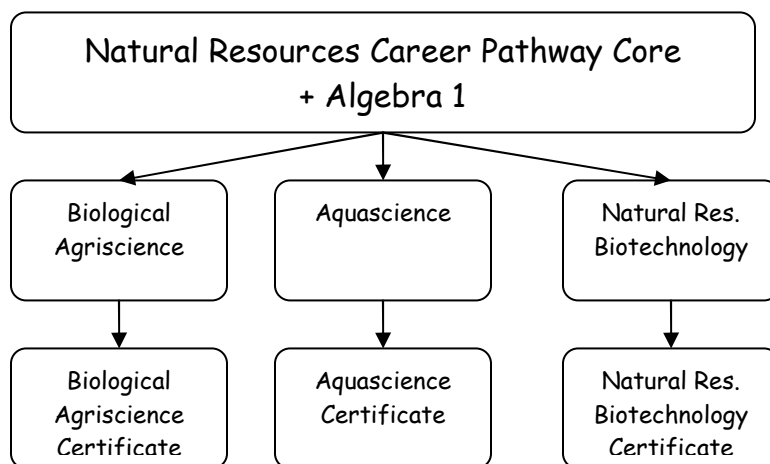 Natural Resources Career Pathway Core
+ Algebra 1
Biological
Agriscience
Aquascience
Natural Res.
Biotechnology
Biological
Agriscience
Certificate
Aquascience
Certificate
Natural Res.
Biotechnology
Certificate